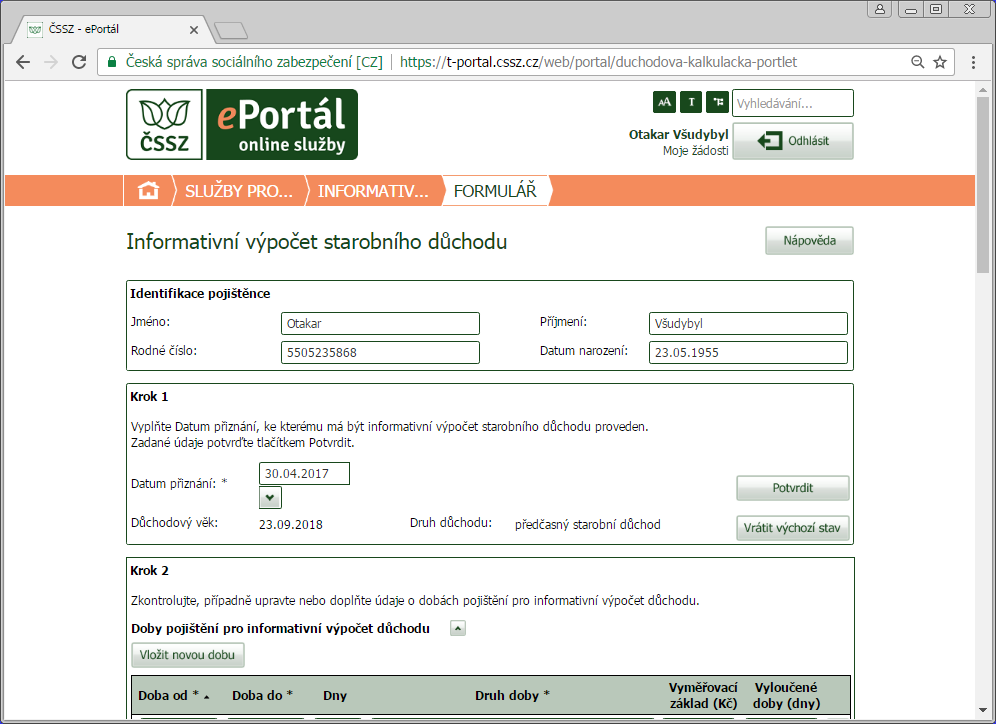 ČSSZ - ePortál
Česká správa sociálního zabezpečení [CZ] | https://t-portal.cssz.cz/web/portal/duchodova-kalkulacka-portlet
ČSSZ
ePortál
online služby
AA T
Vyhledávání...
Otakar Všudybyl
Moje žádosti
Odhlásit
SLUŽBY PRO... INFORMATIV... FORMULÁŘ
Informativní výpočet starobního důchodu
Nápověda
Identifikace pojištěnce
Jméno: Otakar Příjmení: Všudybyl
Rodné číslo: 5505235868 Datum narození: 23.05.1955
Krok 1
Vyplňte Datum přiznání, ke kterému má být informativní výpočet starobního důchodu proveden.
Zadané údaje potvrďte tlačítkem Potvrdit.
Datum přiznání: * 30.04.2017
Potvrdit
Důchodový věk: 23.09.2018 Druh důchodu: předčasný starobní důchod Vrátit výchozí stav
Krok 2
Zkontrolujte, případně upravte nebo doplňte údaje o dobách pojištění pro informativní výpočet důchodu.
Doby pojištění pro informativní výpočet důchodu
Vložit novou dobu
Doba od * Doba do * Dny Druh doby * Vyměřovací základ (Kč) Vyloučené doby (dny)